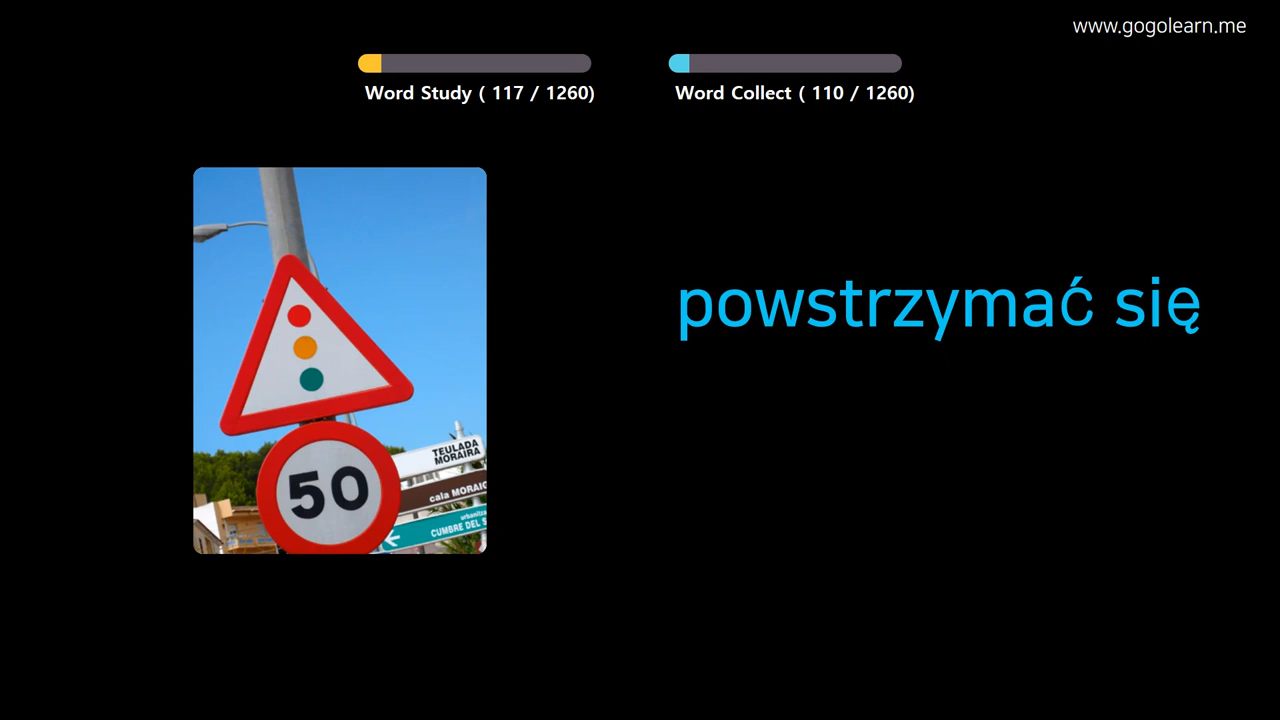 www.gogolearn.me
Word Study ( 117 / 1260)
Word Collect ( 110 / 1260)
powstrzymać się
50
TEULADA
MORAIRA
cala
CUMBRE DEL